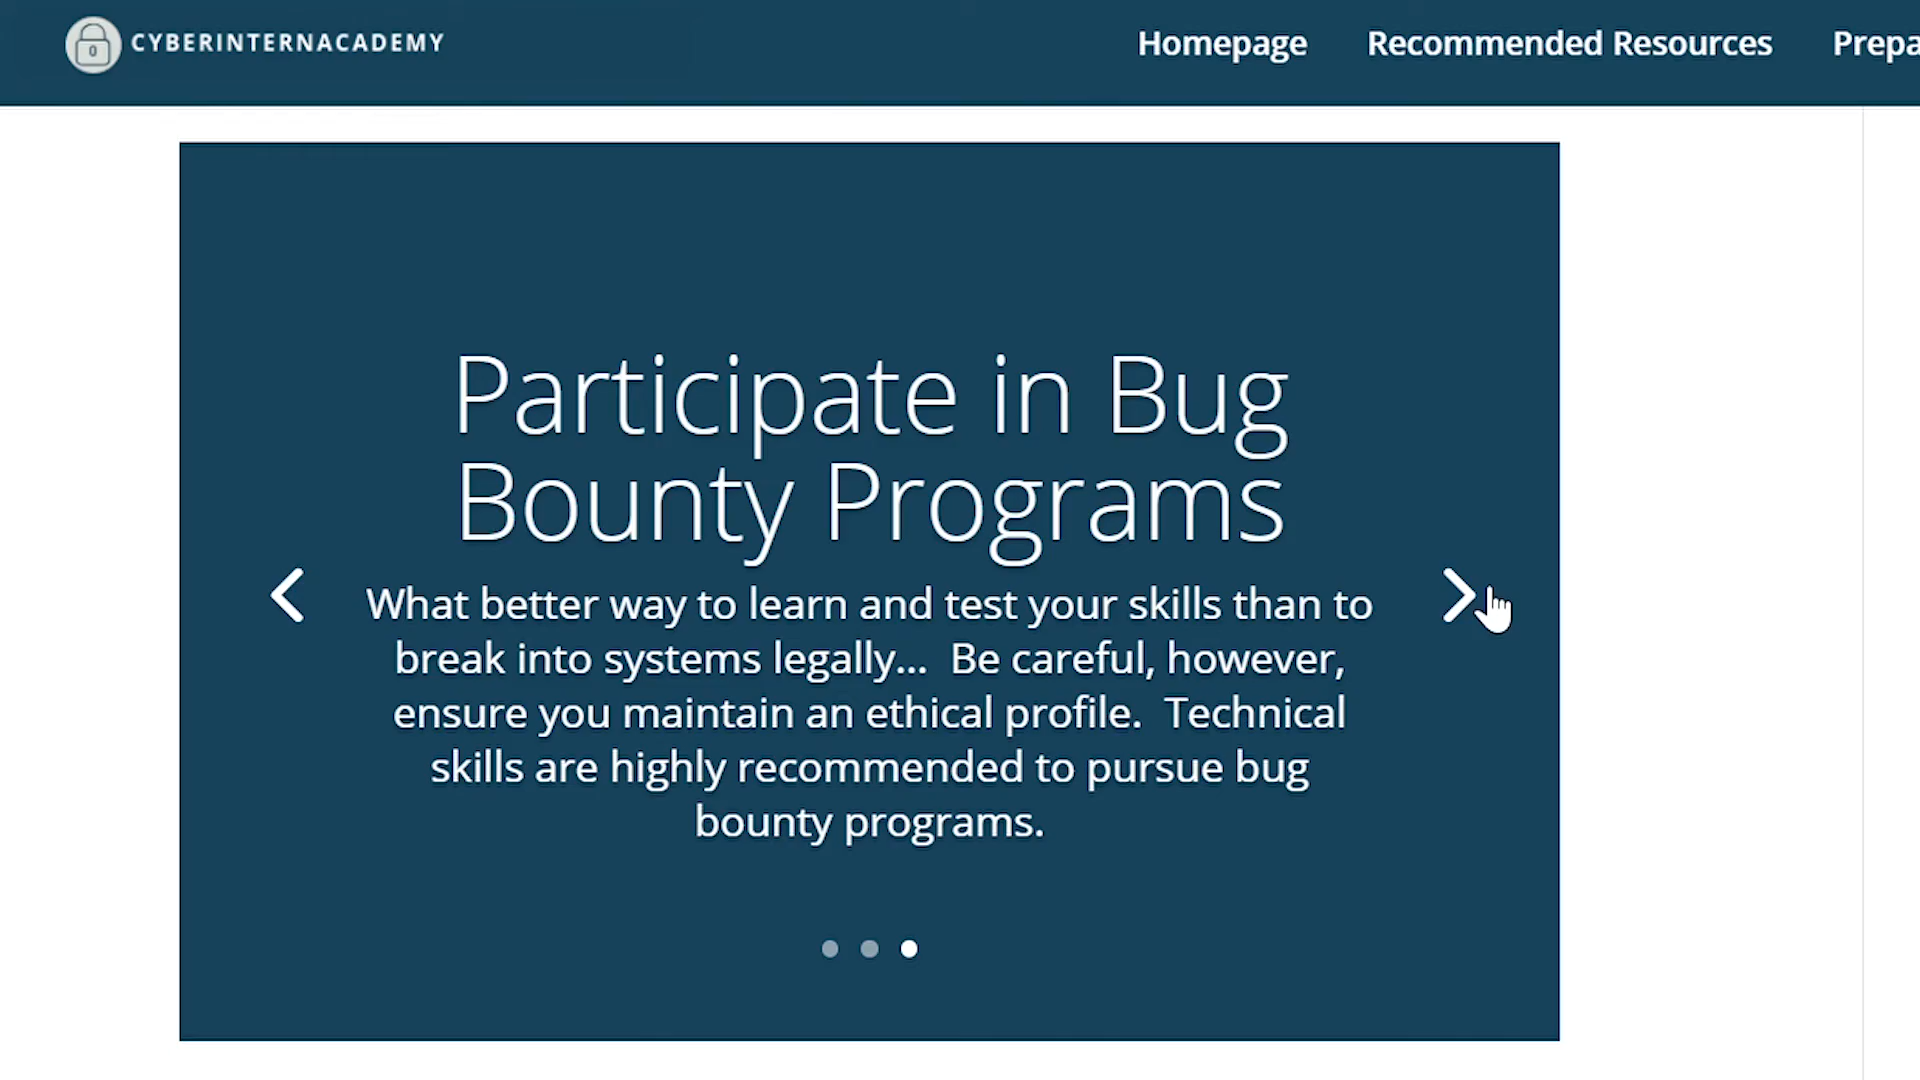 CYBERINTERNACADEMY
Homepage Recommended Resources Prepa
Participate in Bug
Bounty Programs
What better way to learn and test your skills than to
break into systems legally... Be careful, however,
ensure you maintain an ethical profile. Technical
skills are highly recommended to pursue bug
bounty programs.